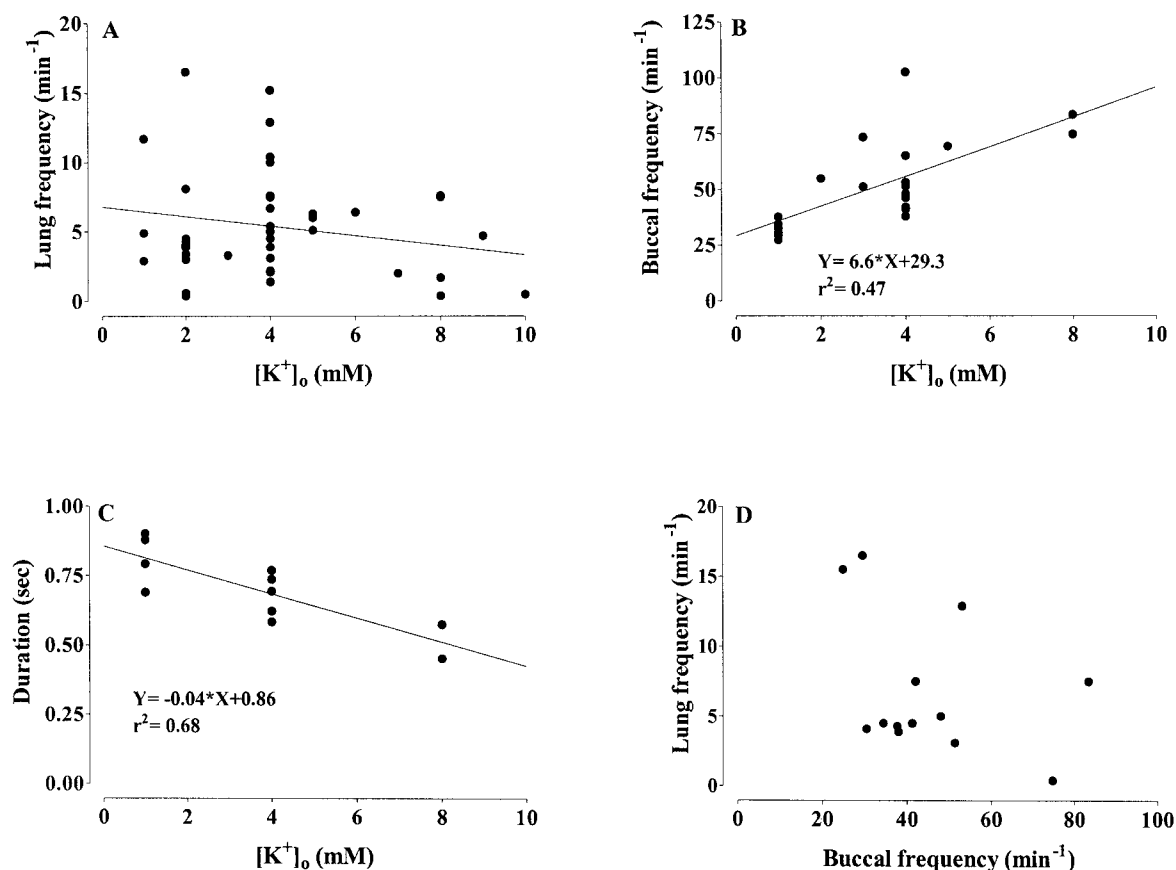 A
Lung frequency (min⁻¹)
20
15
10
5
0
0 2 4 6 8 10
[K⁺]ₒ (mM)
B
Buccal frequency (min⁻¹)
125
100
75
50
25
0
Y= 6.6*X+29.3
r²= 0.47
0 2 4 6 8 10
[K⁺]ₒ (mM)
C
Duration (sec)
1.00
0.75
0.50
0.25
0.00
Y= -0.04*X+0.86
r²= 0.68
0 2 4 6 8 10
[K⁺]ₒ (mM)
D
Lung frequency (min⁻¹)
20
15
10
5
0
0 20 40 60 80 100
Buccal frequency (min⁻¹)